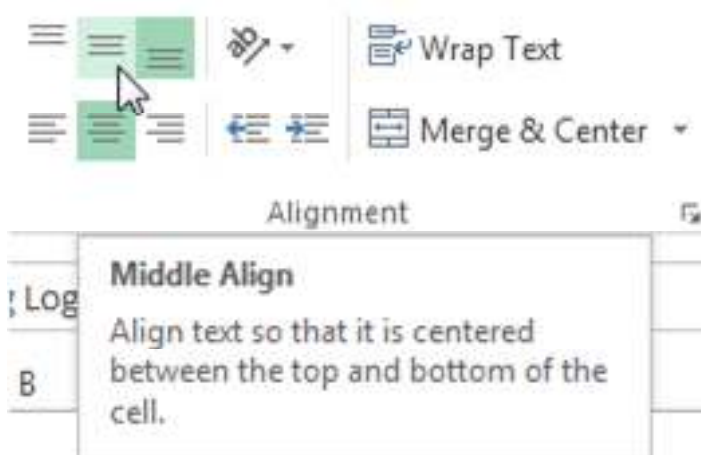 ab
Wrap Text
Merge & Center
Alignment
Middle Align
Log
Align text so that it is centered
B
between the top and bottom of the
cell.